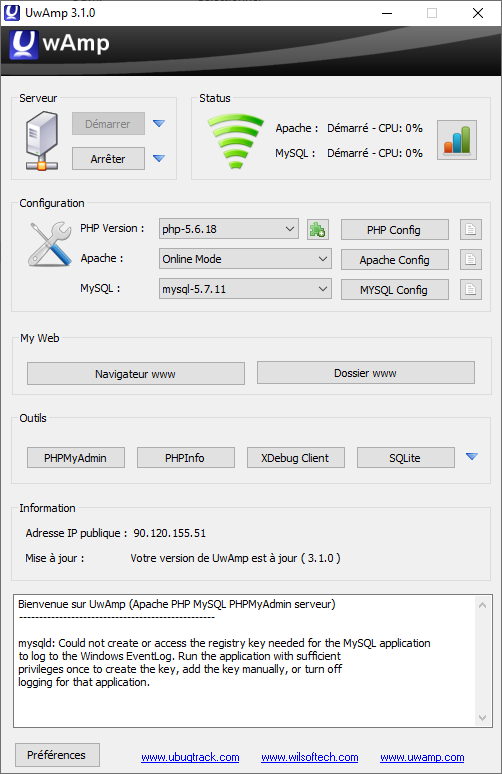 UwAmp 3.1.0
UwAmp
Serveur
Démarrer
Arrêter
Status
Apache : Démarré - CPU: 0%
MySQL : Démarré - CPU: 0%
Configuration
PHP Version : php-5.6.18 PHP Config
Apache : Online Mode Apache Config
MySQL : mysql-5.7.11 MYSQL Config
My Web
Navigateur www Dossier www
Outils
PHPMyAdmin PHPInfo XDebug Client SQLite
Information
Adresse IP publique : 90.120.155.51
Mise à jour : Votre version de UwAmp est à jour ( 3.1.0 )
Bienvenue sur UwAmp (Apache PHP MySQL PHPMyAdmin serveur)
-------------------------------------------------
mysqld: Could not create or access the registry key needed for the MySQL application
to log to the Windows EventLog. Run the application with sufficient
privileges once to create the key, add the key manually, or turn off
logging for that application.
Préférences www.ubugtrack.com www.wilsoftech.com www.uwamp.com